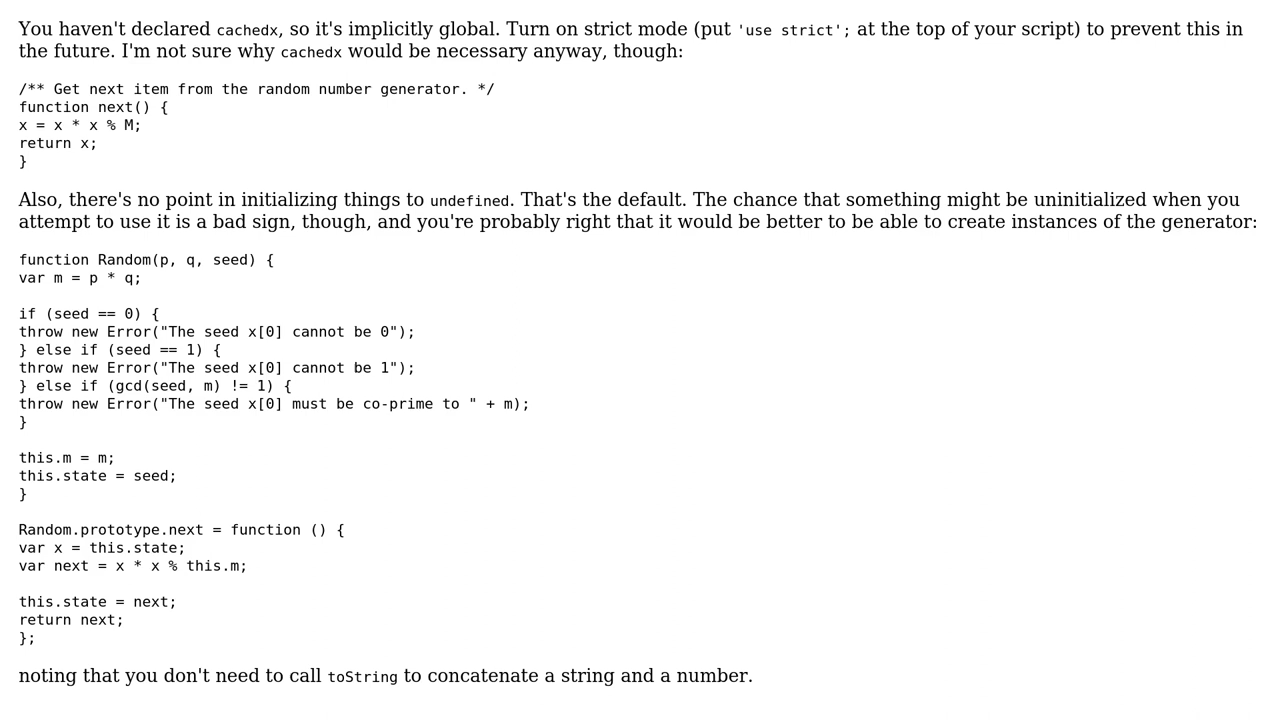 You haven't declared cachedx, so it's implicitly global. Turn on strict mode (put 'use strict'; at the top of your script) to prevent this in
the future. I'm not sure why cachedx would be necessary anyway, though:
/** Get next item from the random number generator. */
function next() {
x = x * x % M;
return x;
}
Also, there's no point in initializing things to undefined. That's the default. The chance that something might be uninitialized when you
attempt to use it is a bad sign, though, and you're probably right that it would be better to be able to create instances of the generator:
function Random(p, q, seed) {
var m = p * q;
if (seed == 0) {
throw new Error("The seed x[0] cannot be 0");
} else if (seed == 1) {
throw new Error("The seed x[0] cannot be 1");
} else if (gcd(seed, m) != 1) {
throw new Error("The seed x[0] must be co-prime to " + m);
}
this.m = m;
this.state = seed;
}
Random.prototype.next = function () {
var x = this.state;
var next = x * x % this.m;
this.state = next;
return next;
};
noting that you don't need to call toString to concatenate a string and a number.